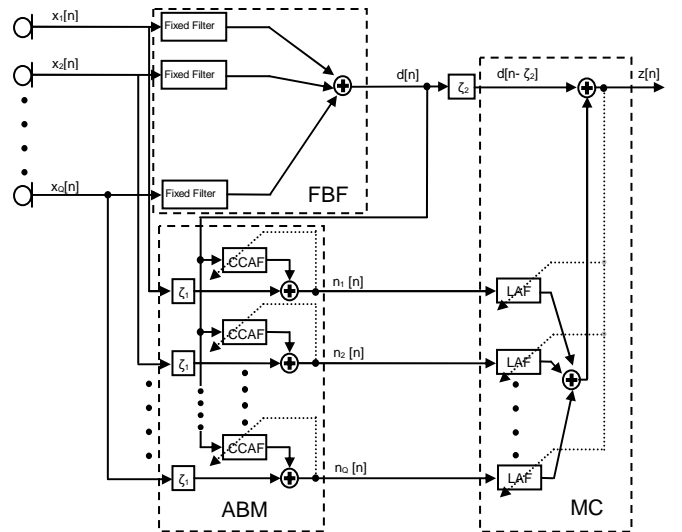 x₁[n]
Fixed Filter
x₂[n]
Fixed Filter
d[n]
ζ₂
d[n- ζ₂]
z[n]
x_Q[n]
Fixed Filter
FBF
CCAF
ζ₁
n₁ [n]
LAF
CCAF
ζ₁
n₂ [n]
LAF
CCAF
ζ₁
n_Q [n]
LAF
ABM
MC